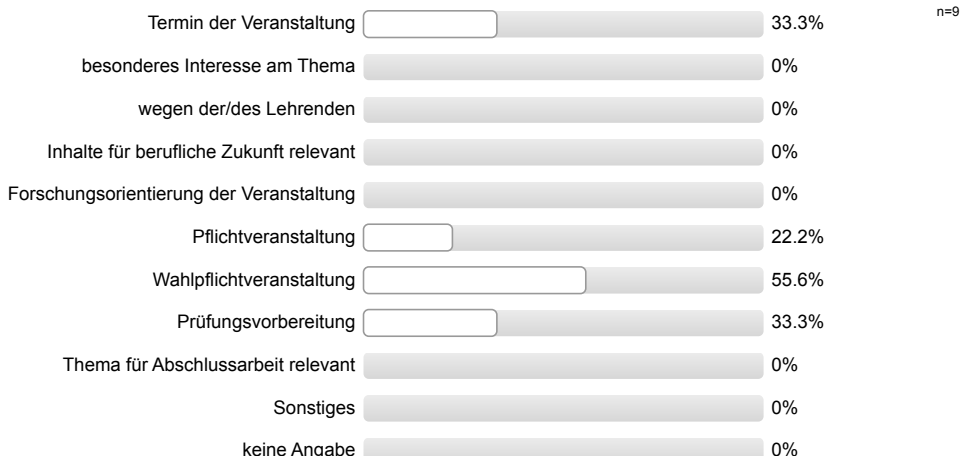 Termin der Veranstaltung 33.3% n=9
besonderes Interesse am Thema 0%
wegen der/des Lehrenden 0%
Inhalte für berufliche Zukunft relevant 0%
Forschungsorientierung der Veranstaltung 0%
Pflichtveranstaltung 22.2%
Wahlpflichtveranstaltung 55.6%
Prüfungsvorbereitung 33.3%
Thema für Abschlussarbeit relevant 0%
Sonstiges 0%
keine Angabe 0%